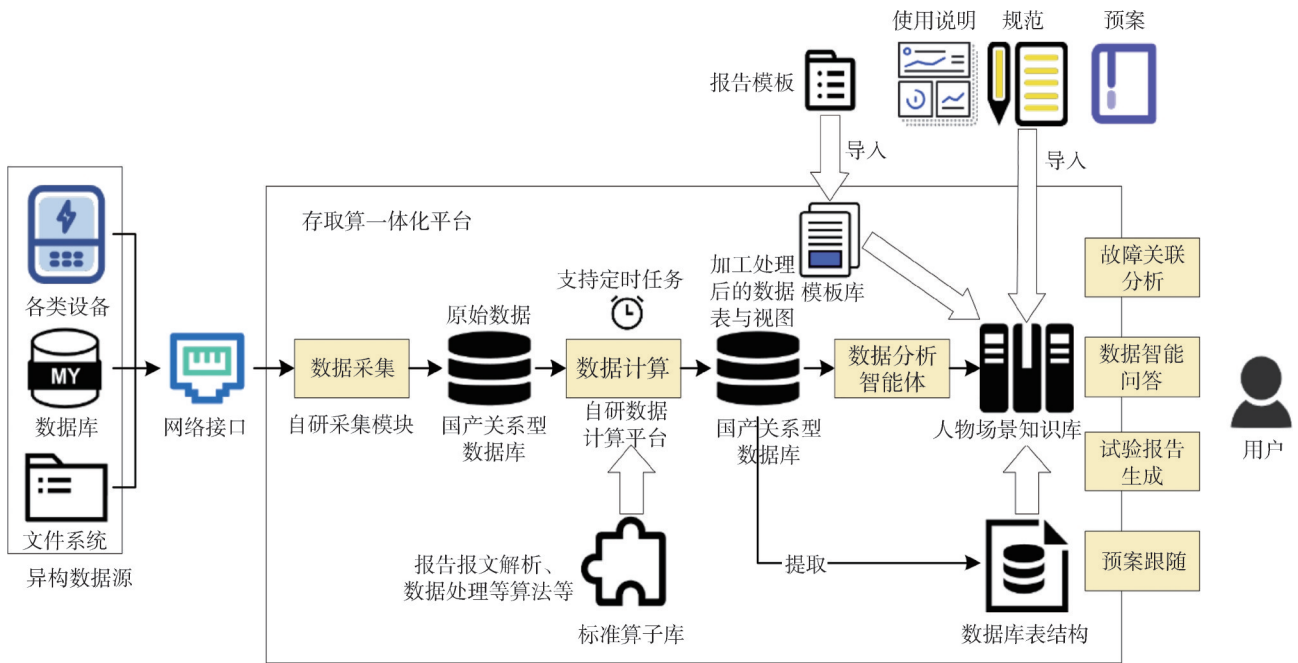 使用说明
规范
预案
报告模板
导入
导入
存取算一体化平台
各类设备
MY
数据库
文件系统
异构数据源
网络接口
数据采集
自研采集模块
原始数据
国产关系型
数据库
支持定时任务
数据计算
自研数据
计算平台
报告报文解析、
数据处理等算法等
标准算子库
加工处理
后的数据
表与视图
国产关系型
数据库
提取
模板库
数据分析
智能体
人物场景知识库
数据库表结构
故障关联
分析
数据智能
问答
试验报告
生成
预案跟随
用户